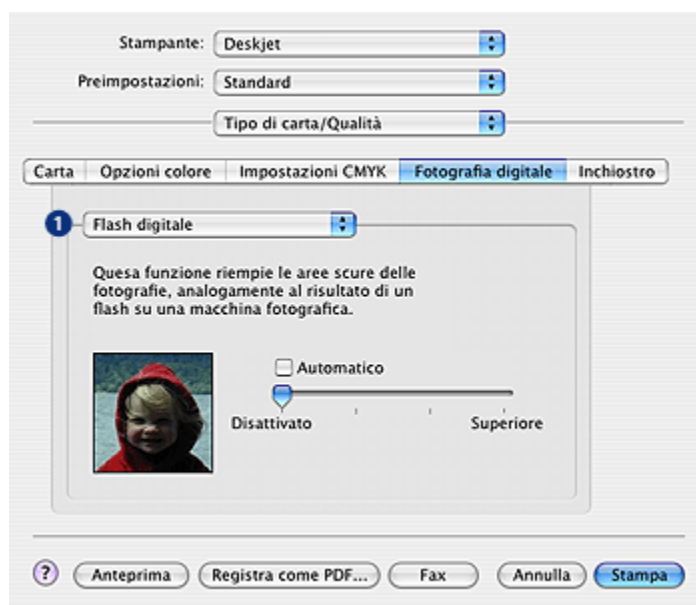 Stampante: Deskjet
Preimpostazioni: Standard
Tipo di carta/Qualità
Carta Opzioni colore Impostazioni CMYK Fotografia digitale Inchiostro
1 Flash digitale
Quesa funzione riempie le aree scure delle
fotografie, analogamente al risultato di un
flash su una macchina fotografica.
Automatico
Disattivato Superiore
? Anteprima Registra come PDF... Fax Annulla Stampa